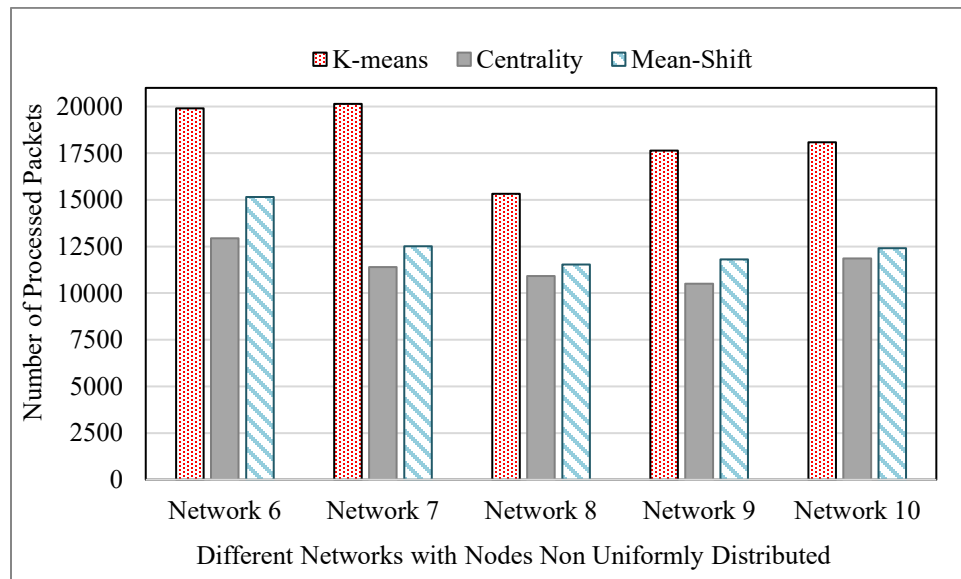 K-means Centrality Mean-Shift
Number of Processed Packets
20000
17500
15000
12500
10000
7500
5000
2500
0
Network 6 Network 7 Network 8 Network 9 Network 10
Different Networks with Nodes Non Uniformly Distributed